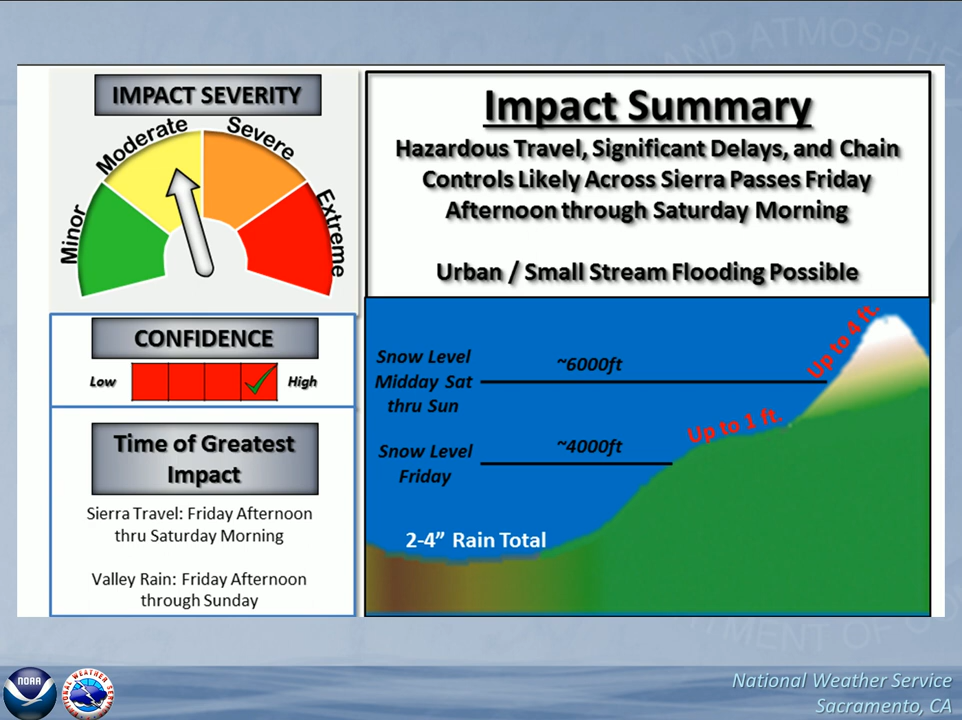 IMPACT SEVERITY
Minor
Moderate
Severe
Extreme
CONFIDENCE
Low
High
Time of Greatest
Impact
Sierra Travel: Friday Afternoon
thru Saturday Morning
Valley Rain: Friday Afternoon
through Sunday
Impact Summary
Hazardous Travel, Significant Delays, and Chain
Controls Likely Across Sierra Passes Friday
Afternoon through Saturday Morning
Urban / Small Stream Flooding Possible
Up to 4 ft.
Snow Level
Midday Sat
thru Sun
~6000ft
Up to 1 ft.
Snow Level
Friday
~4000ft
2-4” Rain Total
NOAA
National Weather Service
Sacramento, CA